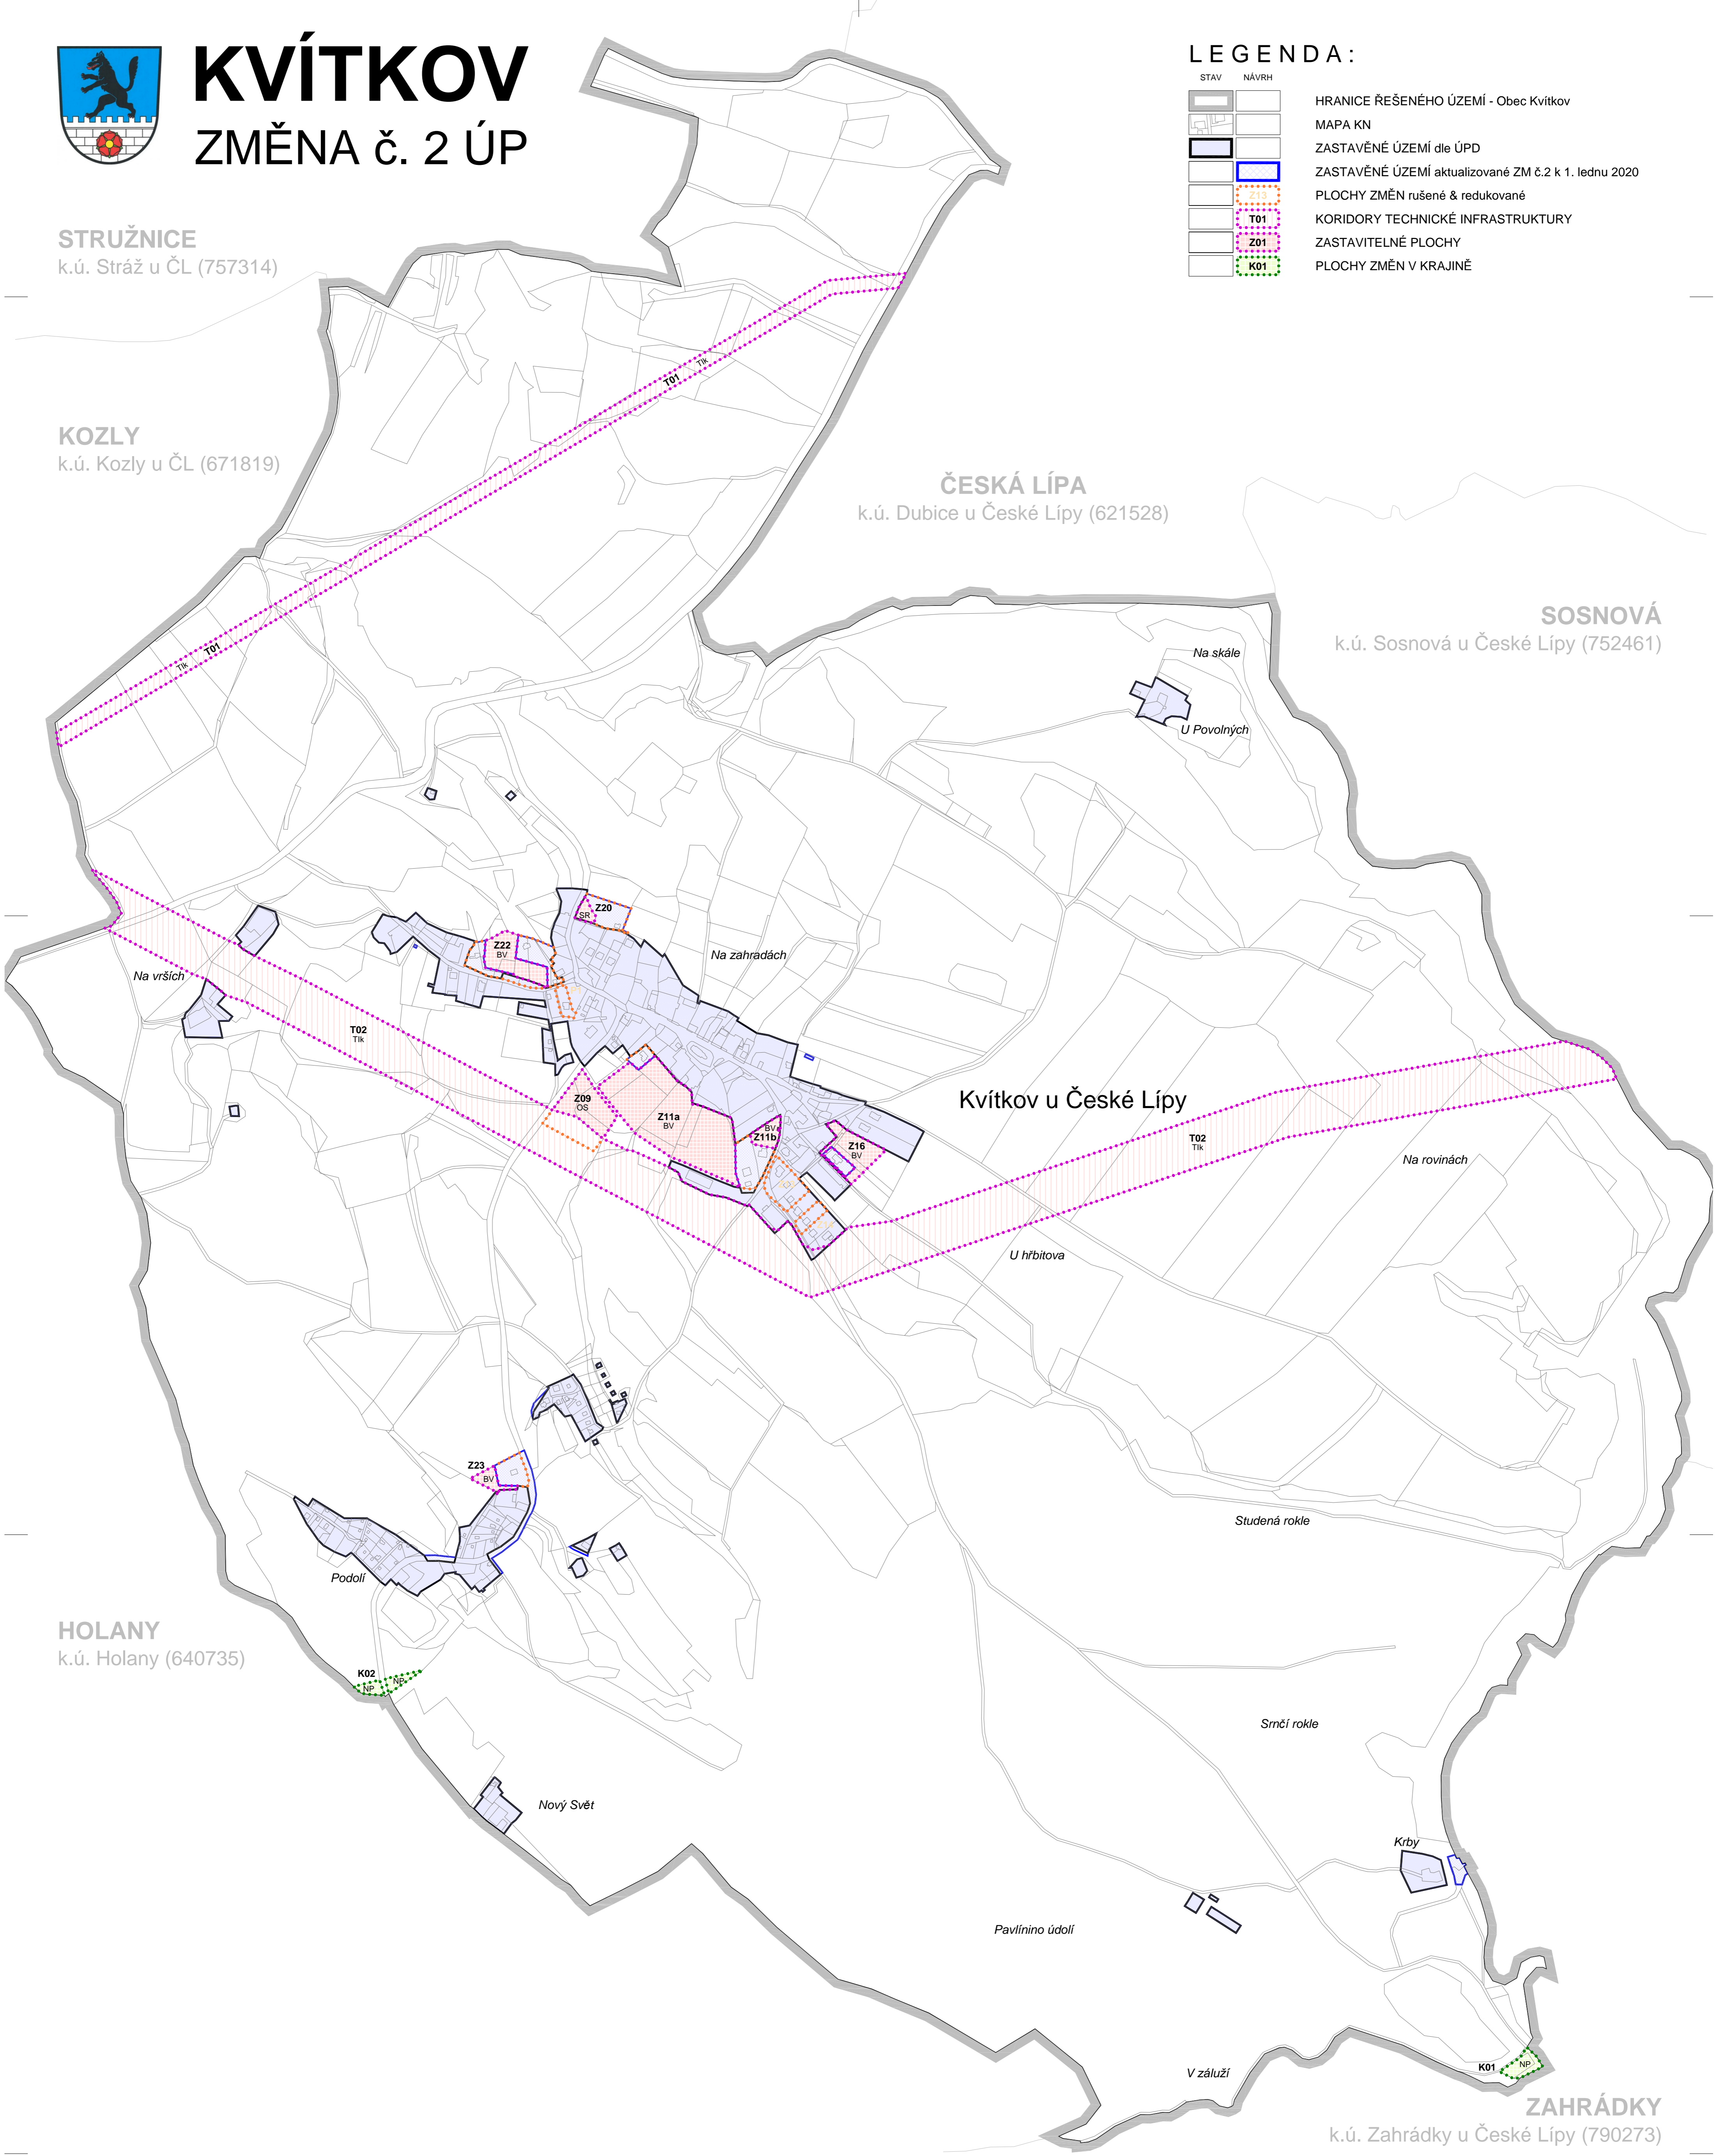 KVÍTKOV
ZMĚNA č. 2 ÚP
LEGENDA:
STAV NÁVRH
HRANICE ŘEŠENÉHO ÚZEMÍ - Obec Kvítkov
MAPA KN
ZASTAVĚNÉ ÚZEMÍ dle ÚPD
ZASTAVĚNÉ ÚZEMÍ aktualizované ZM č.2 k 1. lednu 2020
Z13 PLOCHY ZMĚN rušené & redukované
T01 KORIDORY TECHNICKÉ INFRASTRUKTURY
Z01 ZASTAVITELNÉ PLOCHY
K01 PLOCHY ZMĚN V KRAJINĚ
STRUŽNICE
k.ú. Stráž u ČL (757314)
T01 TIk
KOZLY
k.ú. Kozly u ČL (671819)
ČESKÁ LÍPA
k.ú. Dubice u České Lípy (621528)
SOSNOVÁ
k.ú. Sosnová u České Lípy (752461)
TIk T01
Na skále
U Povolných
Z20
SR
Z22
BV
Na zahradách
Na vrších
T02
TIk
Kvítkov u České Lípy
Z09
OS
Z11a
BV
BV
Z11b
Z16
BV
T02
TIk
Na rovinách
U hřbitova
Z23
BV
Studená rokle
Podolí
HOLANY
k.ú. Holany (640735)
K02
NP
NP
Srnčí rokle
Nový Svět
Krby
Pavlínino údolí
V záluží
K01
NP
ZAHRÁDKY
k.ú. Zahrádky u České Lípy (790273)